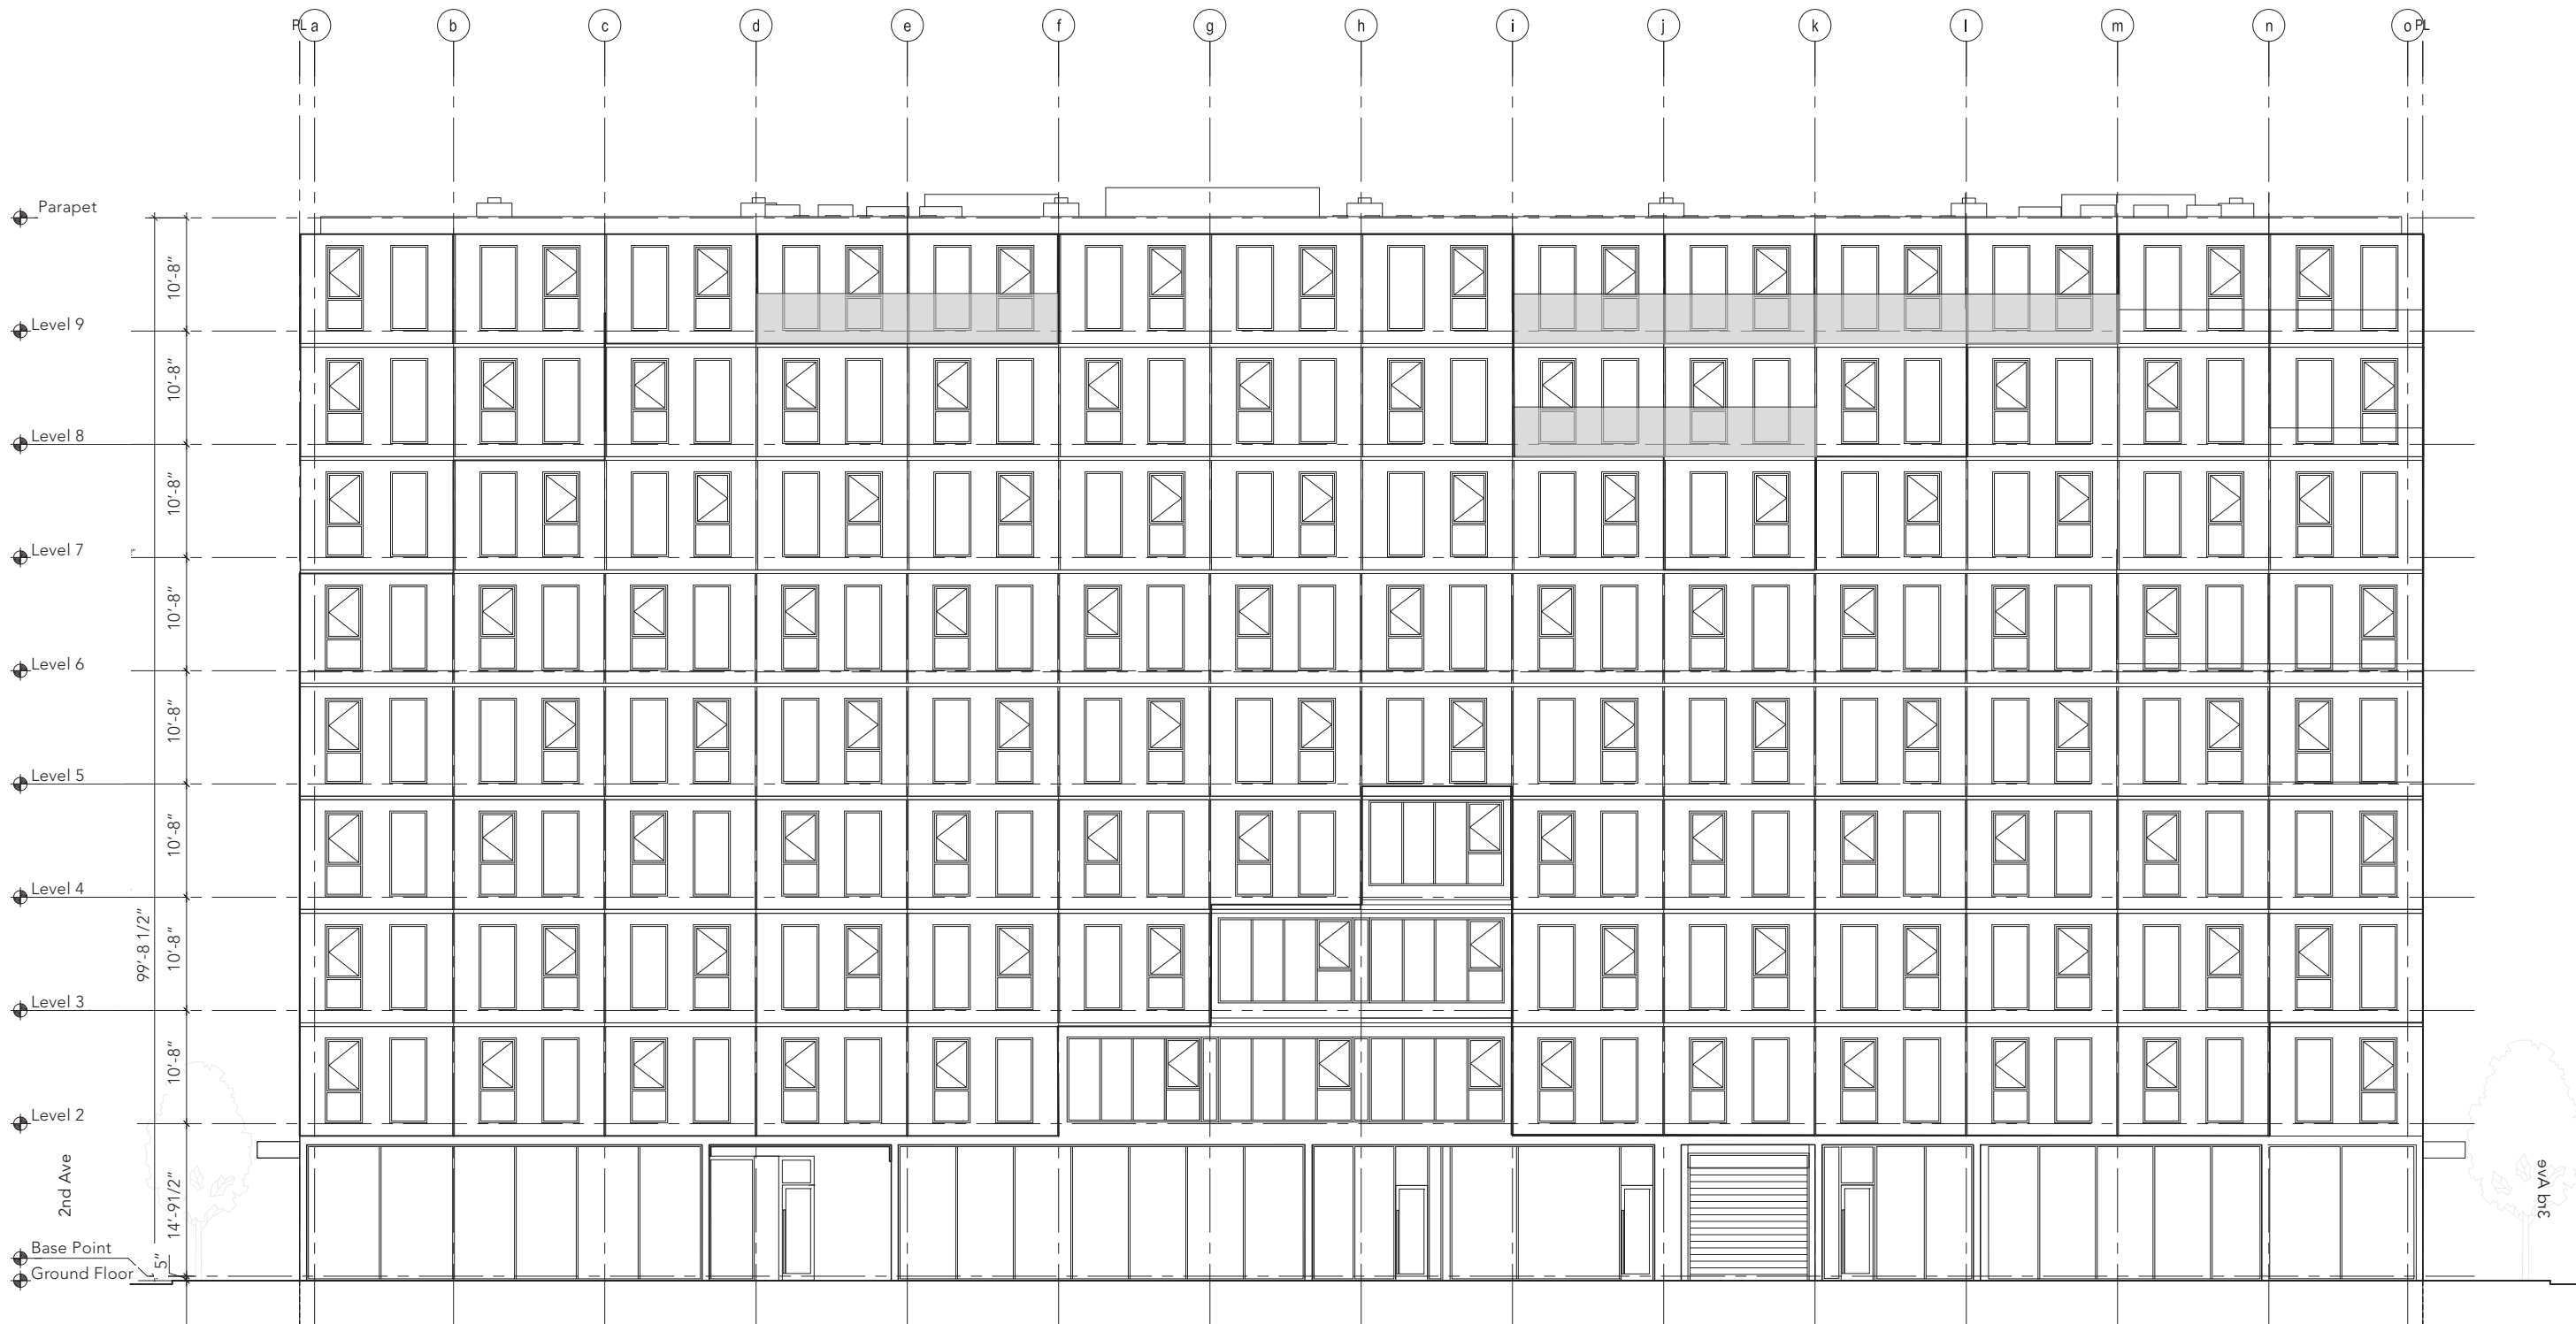 PL a b c d e f g h i j k l m n o PL
Parapet
10'-8"
Level 9
10'-8"
Level 8
10'-8"
Level 7
10'-8"
Level 6
10'-8"
Level 5
10'-8"
Level 4
99'-8 1/2"
10'-8"
Level 3
10'-8"
Level 2
2nd Ave
14'-91/2"
3rd Ave
Base Point
5"
Ground Floor